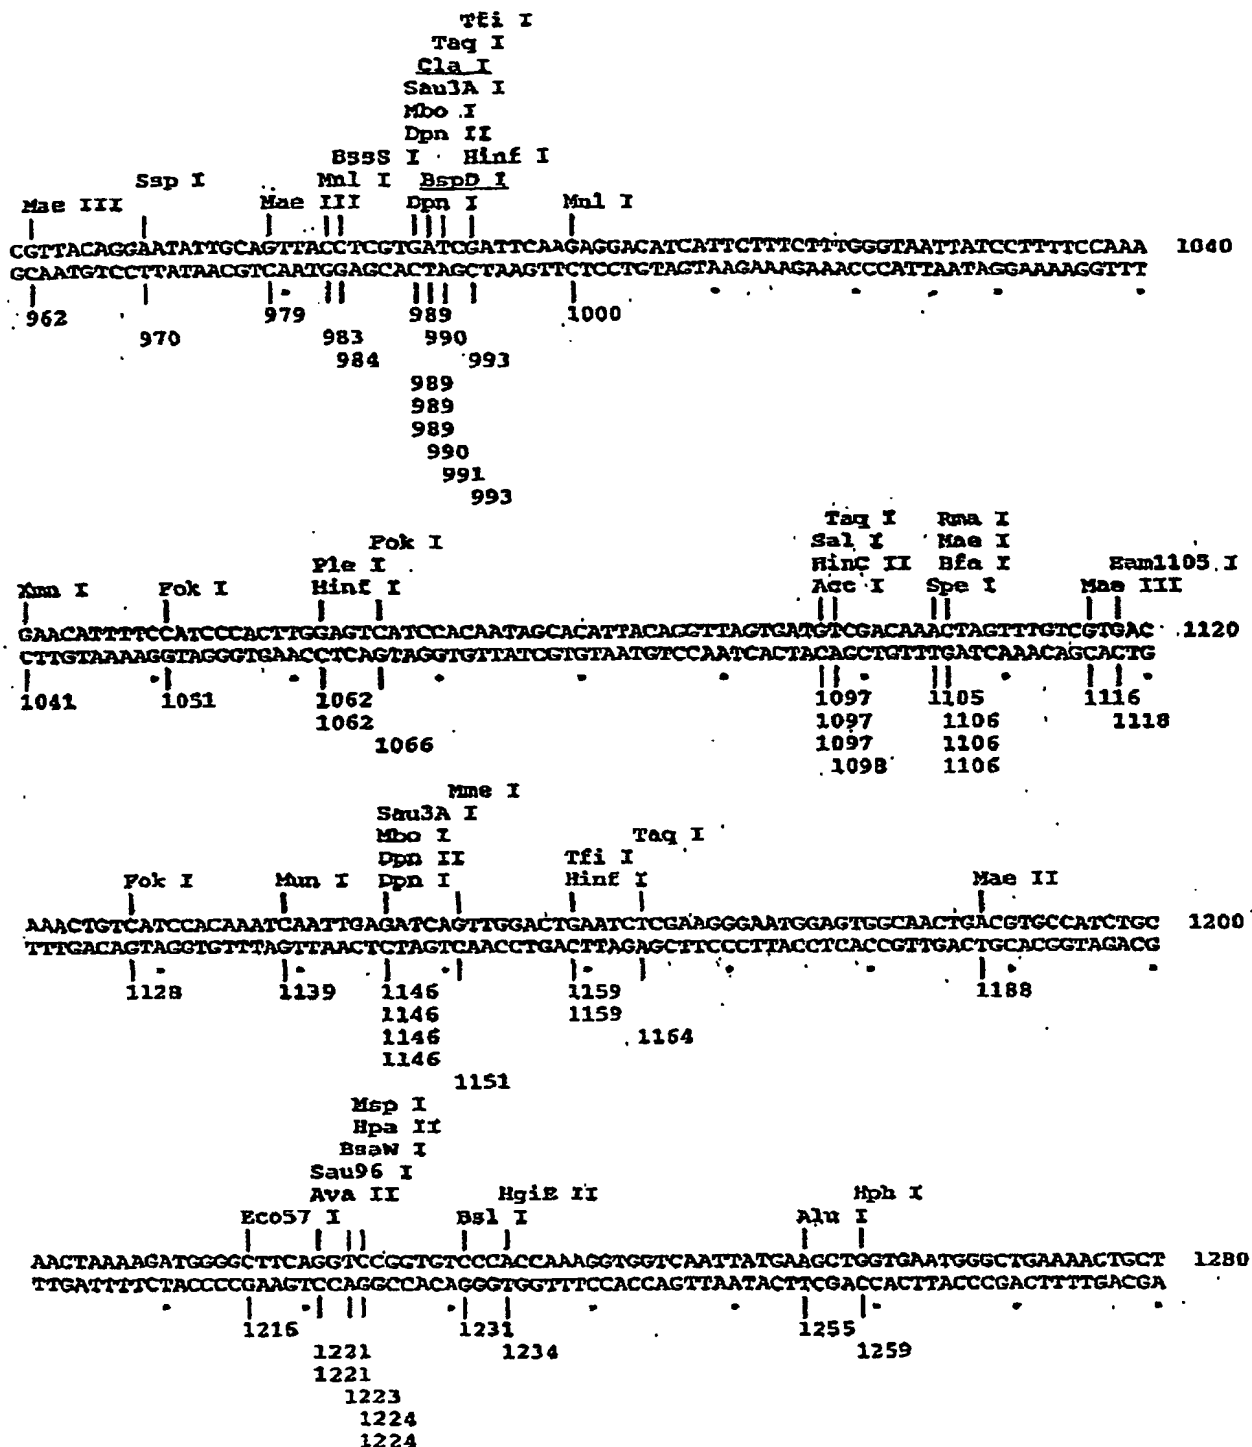 Tfi I
Taq I
Cla I
Sau3A I
Mbo I
Dpn II
BssS I Hinf I
Ssp I Mnl I BspD I
Mae III Mae III Dpn I Mnl I
CGTTACAGGAATATTGCAGTTACCTCGTGATCGATTCAAGAGGACATCATTCTTTCTTTGGGTAATTATCCTTTTCCAAA 1040
GCAATGTCCTTATAACGTCAATGGAGCACTAGCTAAGTTCTCCTGTAGTAAGAAAGAAACCCATTAATAGGAAAAGGTTT
962 979 989 1000
970 983 990
984 993
989
989
989
990
991
993
Taq I Rma I
Fok I Sal I Mae I
Ple I HinC II Bfa I Eam1105 I
Xmn I Fok I Hinf I Acc I Spe I Mae III
GAACATTTTCCATCCCACTTGGAGTCATCCACAATAGCACATTACAGGTTAGTGATGTCGACAAACTAGTTTGTCGTGAC 1120
CTTGTAAAAGGTAGGGTGAACCTCAGTAGGTGTTATCGTGTAATGTCCAATCACTACAGCTGTTTGATCAAACAGCACTG
1041 1051 1062 1097 1105 1116
1062 1097 1106 1118
1066 1097 1106
1098 1106
Mme I
Sau3A I
Mbo I Taq I
Dpn II Tfi I
Fok I Mun I Dpn I Hinf I Mae II
AAACTGTCATCCACAAATCAATTGAGATCAGTTGGACTGAATCTCGAAGGGAATGGAGTGGCAACTGACGTGCCATCTGC 1200
TTTGACAGTAGGTGTTTAGTTAACTCTAGTCAACCTGACTTAGAGCTTCCCTTACCTCACCGTTGACTGCACGGTAGACG
1128 1139 1146 1159 1188
1146 1159
1146 1164
1146
1151
Msp I
Hpa II
BsaW I
Sau96 I
Ava II HgiE II Hph I
Eco57 I Bsl I Alu I
AACTAAAAGATGGGGCTTCAGGTCCGGTGTCCCACCAAAGGTGGTCAATTATGAAGCTGGTGAATGGGCTGAAAACTGCT 1280
TTGATTTTCTACCCCGAAGTCCAGGCCACAGGGTGGTTTCCACCAGTTAATACTTCGACCACTTACCCGACTTTTGACGA
1216 1231 1255
1221 1234 1259
1221
1223
1224
1224